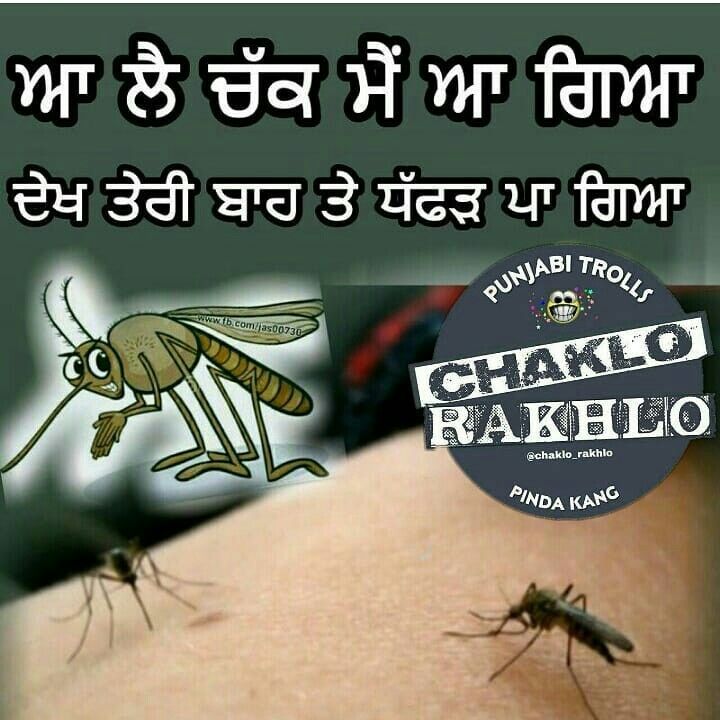 ਆ ਲੈ ਚੱਕ ਮੈਂ ਆ ਗਿਆ
ਦੇਖ ਤੇਰੀ ਬਾਹ ਤੇ ਧੱਫੜ ਪਾ ਗਿਆ
www.fb.com/jas00730
PUNJABI TROLLS
CHAKLO
RAKHLO
@chaklo_rakhlo
PINDA KANG